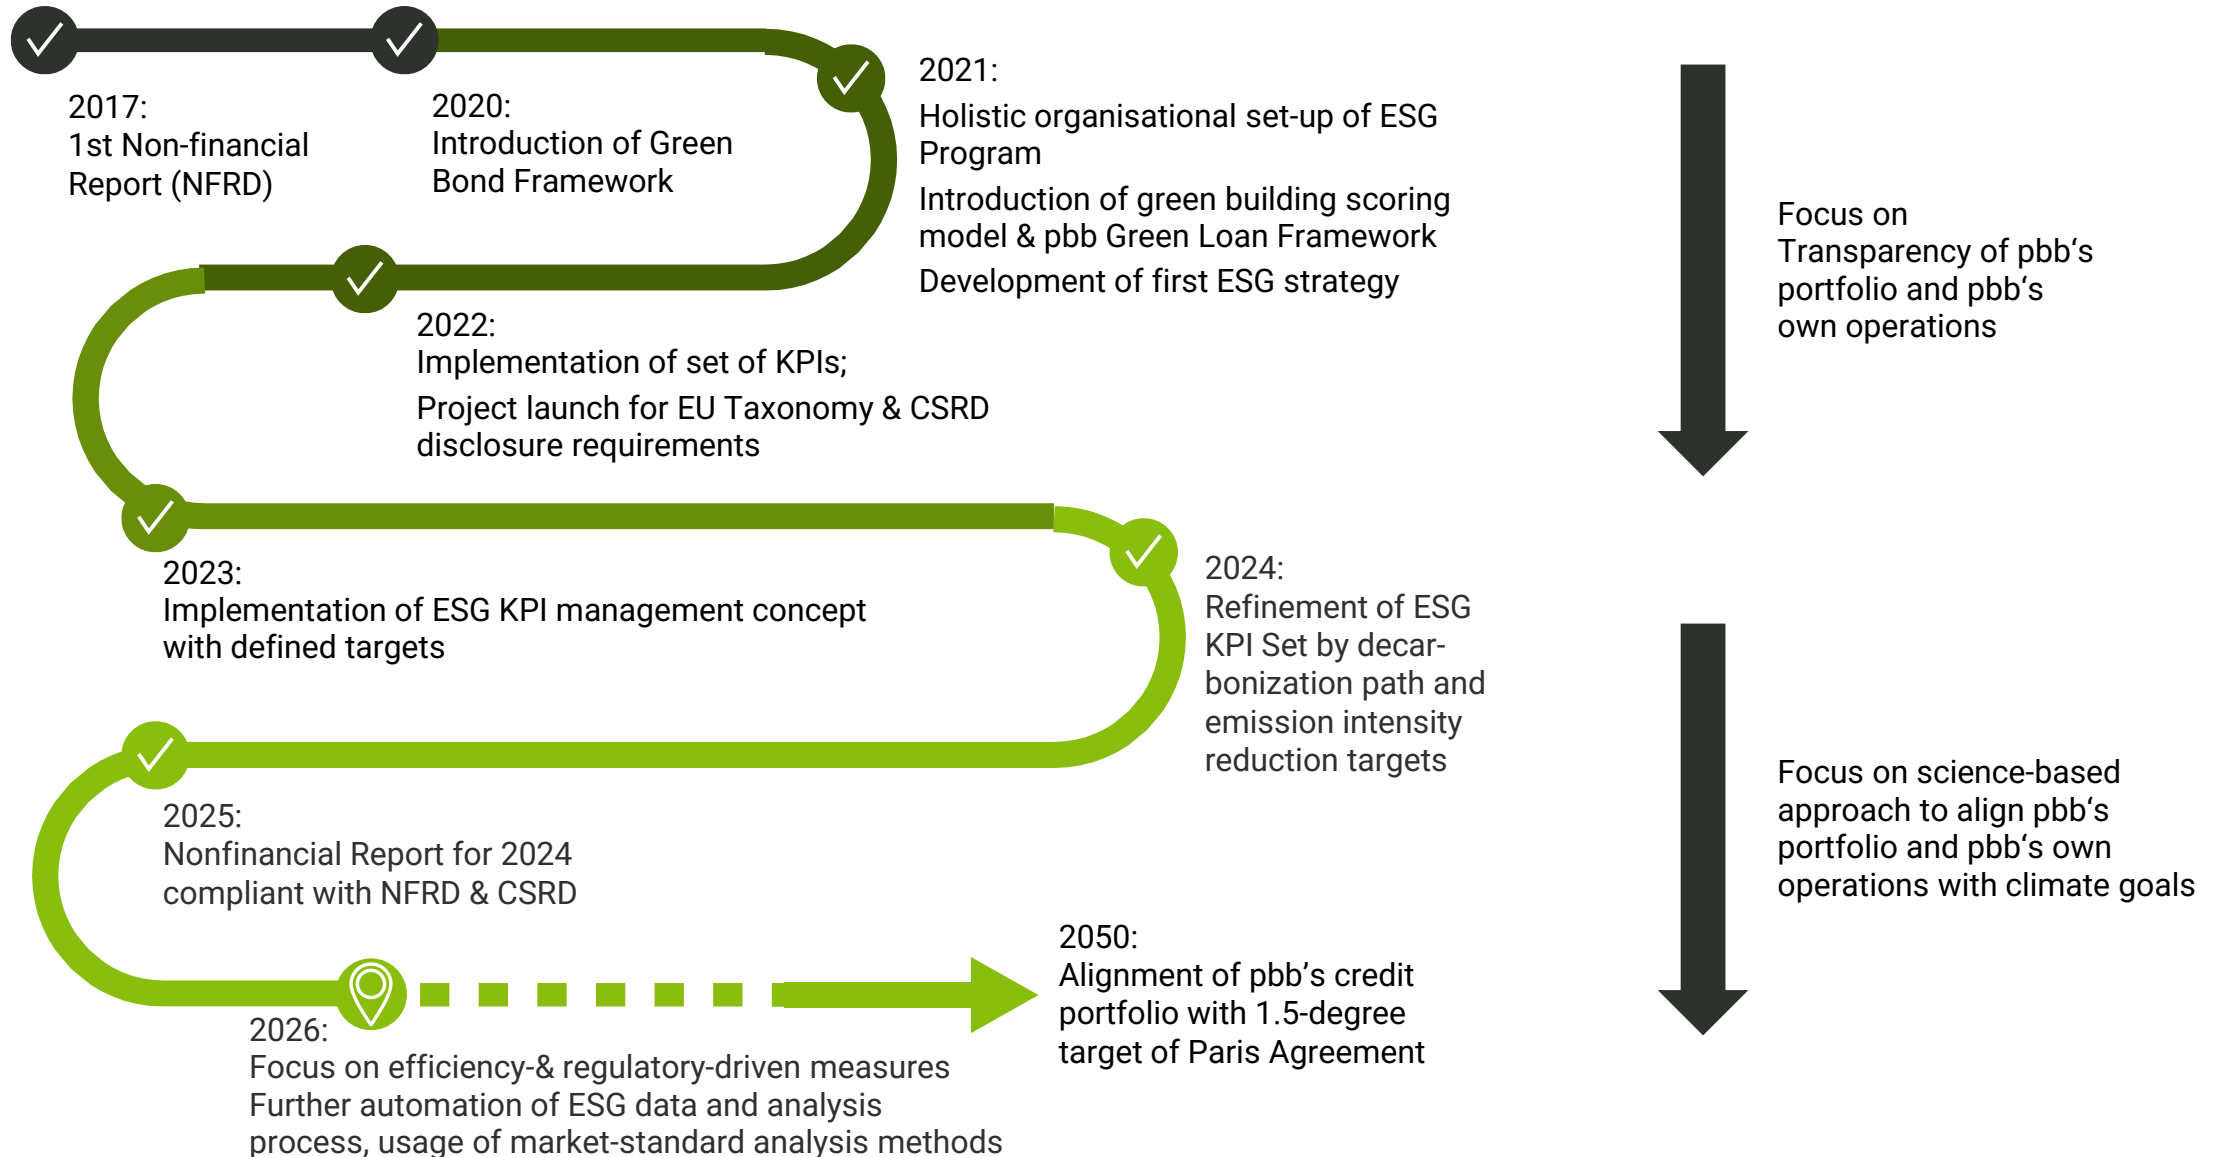 2017:
1st Non-financial
Report (NFRD)
2020:
Introduction of Green
Bond Framework
2021:
Holistic organisational set-up of ESG
Program
Introduction of green building scoring
model & pbb Green Loan Framework
Development of first ESG strategy
Focus on
Transparency of pbb‘s
portfolio and pbb‘s
own operations
2022:
Implementation of set of KPIs;
Project launch for EU Taxonomy & CSRD
disclosure requirements
2023:
Implementation of ESG KPI management concept
with defined targets
2024:
Refinement of ESG
KPI Set by decar-
bonization path and
emission intensity
reduction targets
Focus on science-based
approach to align pbb‘s
portfolio and pbb‘s own
operations with climate goals
2025:
Nonfinancial Report for 2024
compliant with NFRD & CSRD
2026:
Focus on efficiency-& regulatory-driven measures
Further automation of ESG data and analysis
process, usage of market-standard analysis methods
2050:
Alignment of pbb’s credit
portfolio with 1.5-degree
target of Paris Agreement